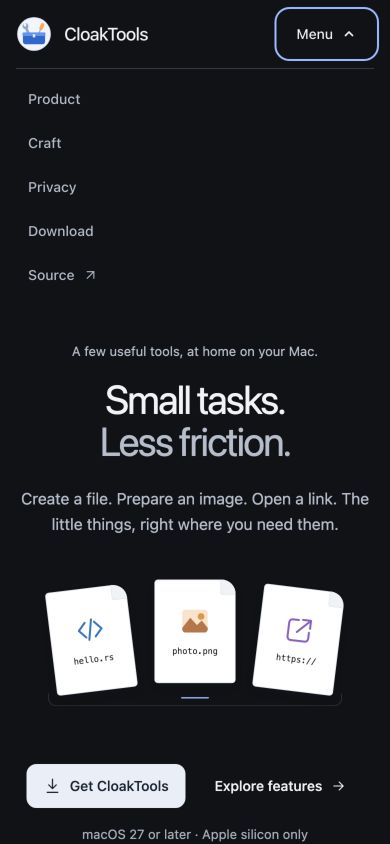 CloakTools
Menu
Product
Craft
Privacy
Download
Source
A few useful tools, at home on your Mac.
Small tasks.
Less friction.
Create a file. Prepare an image. Open a link. The
little things, right where you need them.
hello.rs
photo.png
https://
Get CloakTools
Explore features
macOS 27 or later · Apple silicon only